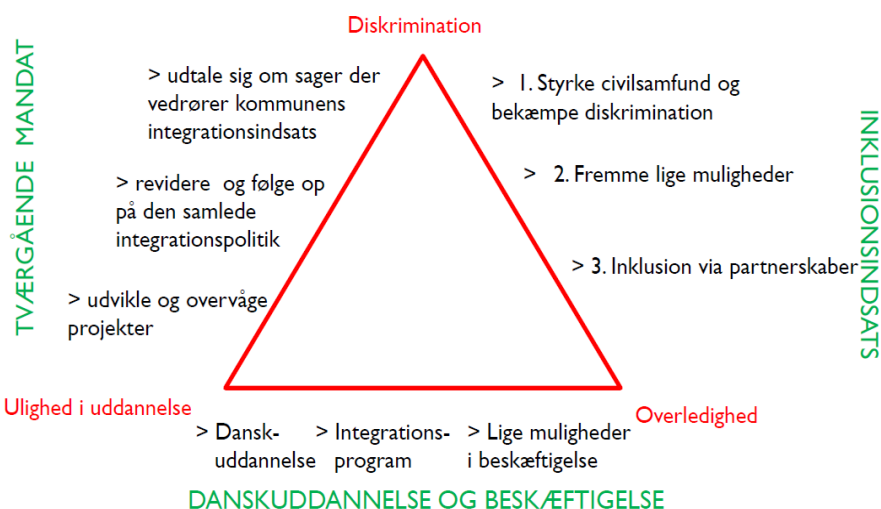 Diskrimination
TVÆRGÅENDE MANDAT
> udtale sig om sager der
vedrører kommunens
integrationsindsats
> revidere og følge op
på den samlede
integrationspolitik
> udvikle og overvåge
projekter
> 1. Styrke civilsamfund og
bekæmpe diskrimination
> 2. Fremme lige muligheder
> 3. Inklusion via partnerskaber
INKLUSIONSINDSATS
Ulighed i uddannelse
Overledighed
> Dansk-
uddannelse
> Integrations-
program
> Lige muligheder
i beskæftigelse
DANSKUDDANNELSE OG BESKÆFTIGELSE